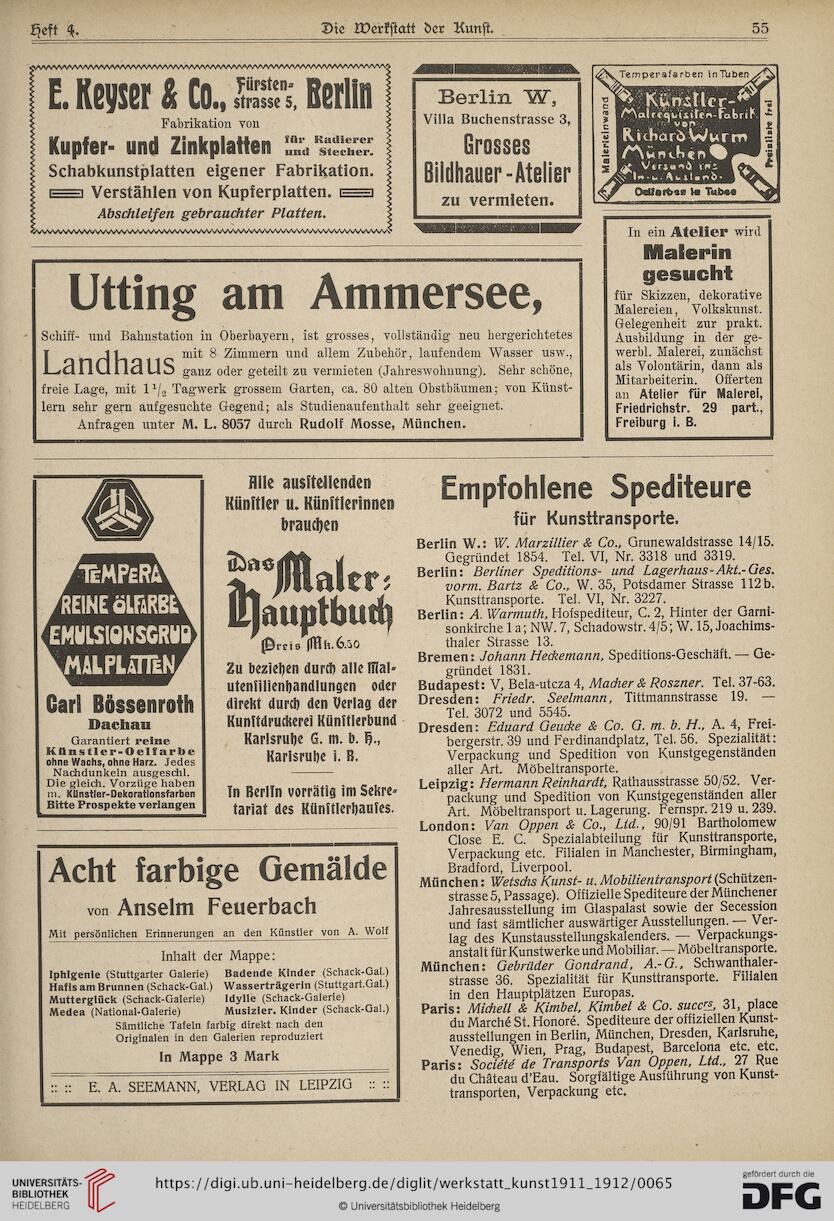 Heft 4. Die Werkstatt der Kunst. 55
E. Keyser & Co., Fürsten-strasse 5, Berlin
Fabrikation von
Kupfer- und Zinkplatten für Radierer und Stecher.
Schabkunstplatten eigener Fabrikation.
Verstählen von Kupferplatten.
Abschleifen gebrauchter Platten.
Berlin W,
Villa Buchenstrasse 3,
Grosses
Bildhauer-Atelier
zu vermieten.
Temperafarben in Tuben
Malerleinwand
Künstler-
Malrequisiten-Fabrik
von
Richard Wurm
München
Versand ins
In- u. Ausland.
Preisliste frei
Oelfarben in Tuben
In ein Atelier wird
Malerin
gesucht
für Skizzen, dekorative
Malereien, Volkskunst.
Gelegenheit zur prakt.
Ausbildung in der ge-
werbl. Malerei, zunächst
als Volontärin, dann als
Mitarbeiterin. Offerten
an Atelier für Malerei,
Friedrichstr. 29 part.,
Freiburg i. B.
Utting am Ammersee,
Schiff- und Bahnstation in Oberbayern, ist grosses, vollständig neu hergerichtetes
Landhaus mit 8 Zimmern und allem Zubehör, laufendem Wasser usw.,
ganz oder geteilt zu vermieten (Jahreswohnung). Sehr schöne,
freie Lage, mit 1 1/2 Tagwerk grossem Garten, ca. 80 alten Obstbäumen; von Künst-
lern sehr gern aufgesuchte Gegend; als Studienaufenthalt sehr geeignet.
Anfragen unter M. L. 8057 durch Rudolf Mosse, München.
TEMPERA
REINE ÖLFARBE
EMULSIONSGRUND
MALPLATTEN
Carl Bössenroth
Dachau
Garantiert reine
Künstler-Oelfarbe
ohne Wachs, ohne Harz. Jedes
Nachdunkeln ausgeschl.
Die gleich. Vorzüge haben
m. Künstler-Dekorationsfarben
Bitte Prospekte verlangen
Alle ausstellenden
Künstler u. Künstlerinnen
brauchen
Das Maler-
Hauptbuch
Preis Mk. 6.50
Zu beziehen durch alle Mal-
utensilienhandlungen oder
direkt durch den Verlag der
Kunstdruckerei Künstlerbund
Karlsruhe G. m. b. H.,
Karlsruhe i. B.
In Berlin vorrätig im Sekre-
tariat des Künstlerhauses.
Acht farbige Gemälde
von Anselm Feuerbach
Mit persönlichen Erinnerungen an den Künstler von A. Wolf
Inhalt der Mappe:
Iphigenie (Stuttgarter Galerie) Badende Kinder (Schack-Gal.)
Hafis am Brunnen (Schack-Gal.) Wasserträgerin (Stuttgart. Gal.)
Mutterglück (Schack-Galerie) Idylle (Schack-Galerie)
Medea (National-Galerie) Musizier. Kinder (Schack-Gal.)
Sämtliche Tafeln farbig direkt nach den
Originalen in den Galerien reproduziert
In Mappe 3 Mark
:: :: E. A. SEEMANN, VERLAG IN LEIPZIG :: ::
Empfohlene Spediteure
für Kunsttransporte.
Berlin W.: W. Marzillier & Co., Grunewaldstrasse 14/15.
Gegründet 1854. Tel. VI, Nr. 3318 und 3319.
Berlin: Berliner Speditions- und Lagerhaus-Akt.-Ges.
vorm. Bartz & Co., W. 35, Potsdamer Strasse 112b.
Kunsttransporte. Tel. VI, Nr. 3227.
Berlin: A. Warmuth, Hofspediteur, C. 2, Hinter der Garni-
sonkirche 1a; NW. 7, Schadowstr. 4/5; W. 15, Joachims-
thaler Strasse 13.
Bremen: Johann Heckemann, Speditions-Geschäft. — Ge-
gründet 1831.
Budapest: V, Bela-utcza 4, Macher & Roszner. Tel. 37-63.
Dresden: Friedr. Seelmann, Tittmannstrasse 19. —
Tel. 3072 und 5545.
Dresden: Eduard Geucke & Co. G. m. b. H., A. 4, Frei-
bergerstr. 39 und Ferdinandplatz, Tel. 56. Spezialität:
Verpackung und Spedition von Kunstgegenständen
aller Art. Möbeltransporte.
Leipzig: Hermann Reinhardt, Rathausstrasse 50/52. Ver-
packung und Spedition von Kunstgegenständen aller
Art. Möbeltransport u. Lagerung. Fernspr. 219 u. 239.
London: Van Oppen & Co., Ltd., 90/91 Bartholomew
Close E. C. Spezialabteilung für Kunsttransporte,
Verpackung etc. Filialen in Manchester, Birmingham,
Bradford, Liverpool.
München: Wetschs Kunst- u. Mobilientransport (Schützen-
strasse 5, Passage). Offizielle Spediteure der Münchener
Jahresausstellung im Glaspalast sowie der Secession
und fast sämtlicher auswärtiger Ausstellungen. — Ver-
lag des Kunstausstellungskalenders. — Verpackungs-
anstalt für Kunstwerke und Mobiliar. — Möbeltransporte.
München: Gebrüder Gondrand, A.-G., Schwanthaler-
strasse 36. Spezialität für Kunsttransporte. Filialen
in den Hauptplätzen Europas.
Paris: Michell & Kimbel, Kimbel & Co. succrs, 31, place
du Marché St. Honoré. Spediteure der offiziellen Kunst-
ausstellungen in Berlin, München, Dresden, Karlsruhe,
Venedig, Wien, Prag, Budapest, Barcelona etc. etc.
Paris: Société de Transports Van Oppen, Ltd., 27 Rue
du Château d'Eau. Sorgfältige Ausführung von Kunst-
transporten, Verpackung etc.
UNIVERSITÄTS-
BIBLIOTHEK
HEIDELBERG
https://digi.ub.uni-heidelberg.de/diglit/werkstatt_kunst1911_1912/0065
© Universitätsbibliothek Heidelberg
gefördert durch die
DFG